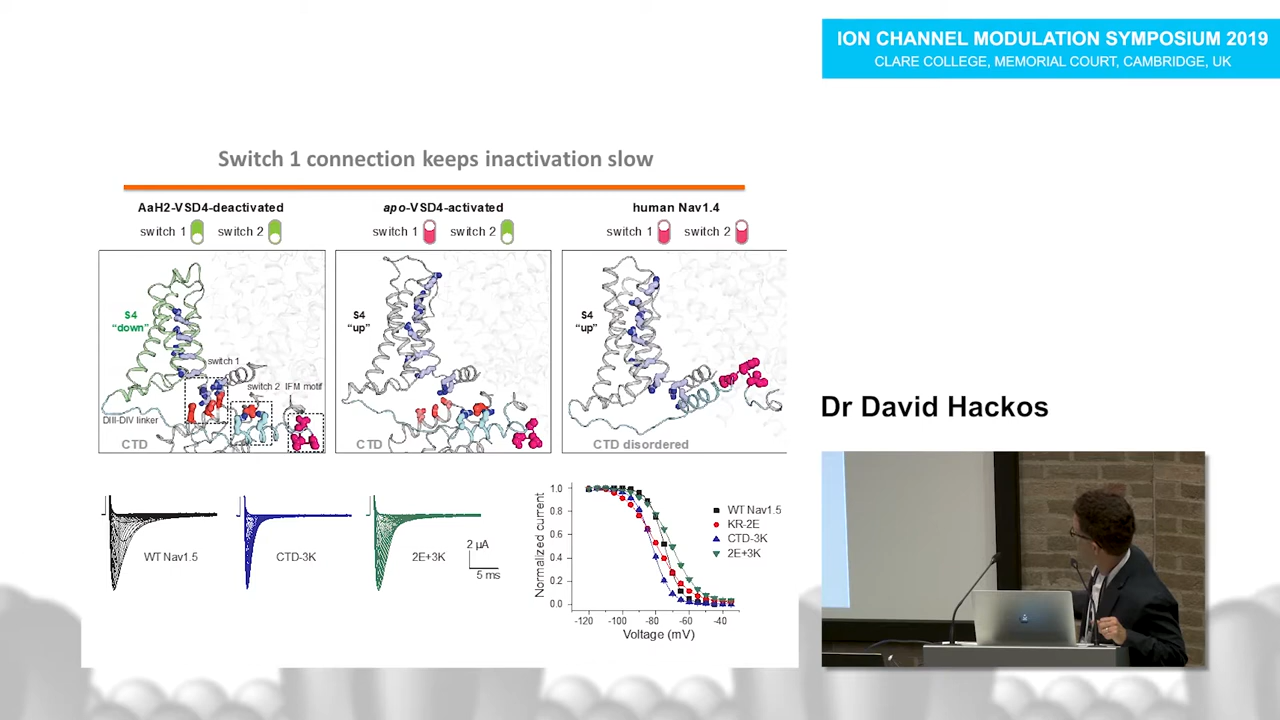 ION CHANNEL MODULATION SYMPOSIUM 2019
CLARE COLLEGE, MEMORIAL COURT, CAMBRIDGE, UK
Switch 1 connection keeps inactivation slow
AaH2-VSD4-deactivated
switch 1 switch 2
apo-VSD4-activated
switch 1 switch 2
human Nav1.4
switch 1 switch 2
S4
“down”
switch 1
switch 2 IFM motif
DIII-DIV linker
CTD
S4
“up”
CTD
S4
“up”
CTD disordered
Dr David Hackos
WT Nav1.5
CTD-3K
2E+3K
2 µA
5 ms
Normalized current
1.0
0.8
0.6
0.4
0.2
0.0
-120 -100 -80 -60 -40
Voltage (mV)
WT Nav1.5
KR-2E
CTD-3K
2E+3K